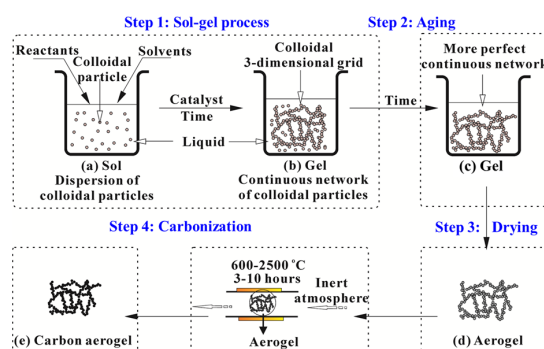 Step 1: Sol-gel process
Step 2: Aging
Reactants
Solvents
Colloidal
particle
Colloidal
3-dimensional grid
More perfect
continuous network
Catalyst
Time
Time
Liquid
(a) Sol
Dispersion of
colloidal particles
(b) Gel
Continuous network
of colloidal particles
(c) Gel
Step 4: Carbonization
Step 3: Drying
600-2500 °C
3-10 hours
Inert
atmosphere
(e) Carbon aerogel
Aerogel
(d) Aerogel